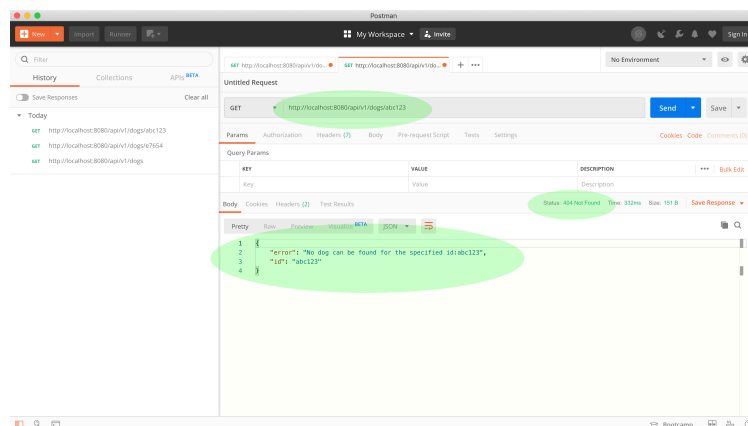 Postman
New Import Runner My Workspace Invite Sign In
Filter
History Collections APIs BETA
Save Responses Clear all
Today
GET http://localhost:8080/api/v1/dogs/abc123
GET http://localhost:8080/api/v1/dogs/e7654
GET http://localhost:8080/api/v1/dogs
GET http://localhost:8080/api/v1/do... GET http://localhost:8080/api/v1/do... + ••• No Environment
Untitled Request
GET http://localhost:8080/api/v1/dogs/abc123 Send Save
Params Authorization Headers (7) Body Pre-request Script Tests Settings Cookies Code Comments (0)
Query Params
KEY VALUE DESCRIPTION ••• Bulk Edit
Key Value Description
Body Cookies Headers (2) Test Results Status: 404 Not Found Time: 332ms Size: 151 B Save Response
Pretty Raw Preview Visualize BETA JSON
1 {
2 "error": "No dog can be found for the specified id:abc123",
3 "id": "abc123"
4 }
Bootcamp